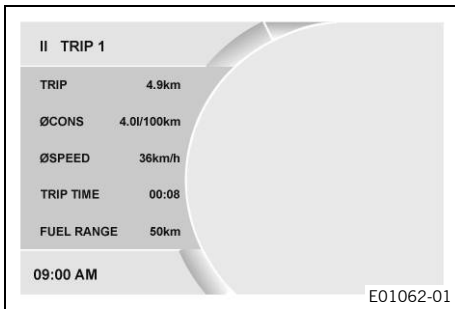 II TRIP 1
TRIP 4.9km
ØCONS 4.0l/100km
ØSPEED 36km/h
TRIP TIME 00:08
FUEL RANGE 50km
09:00 AM
E01062-01